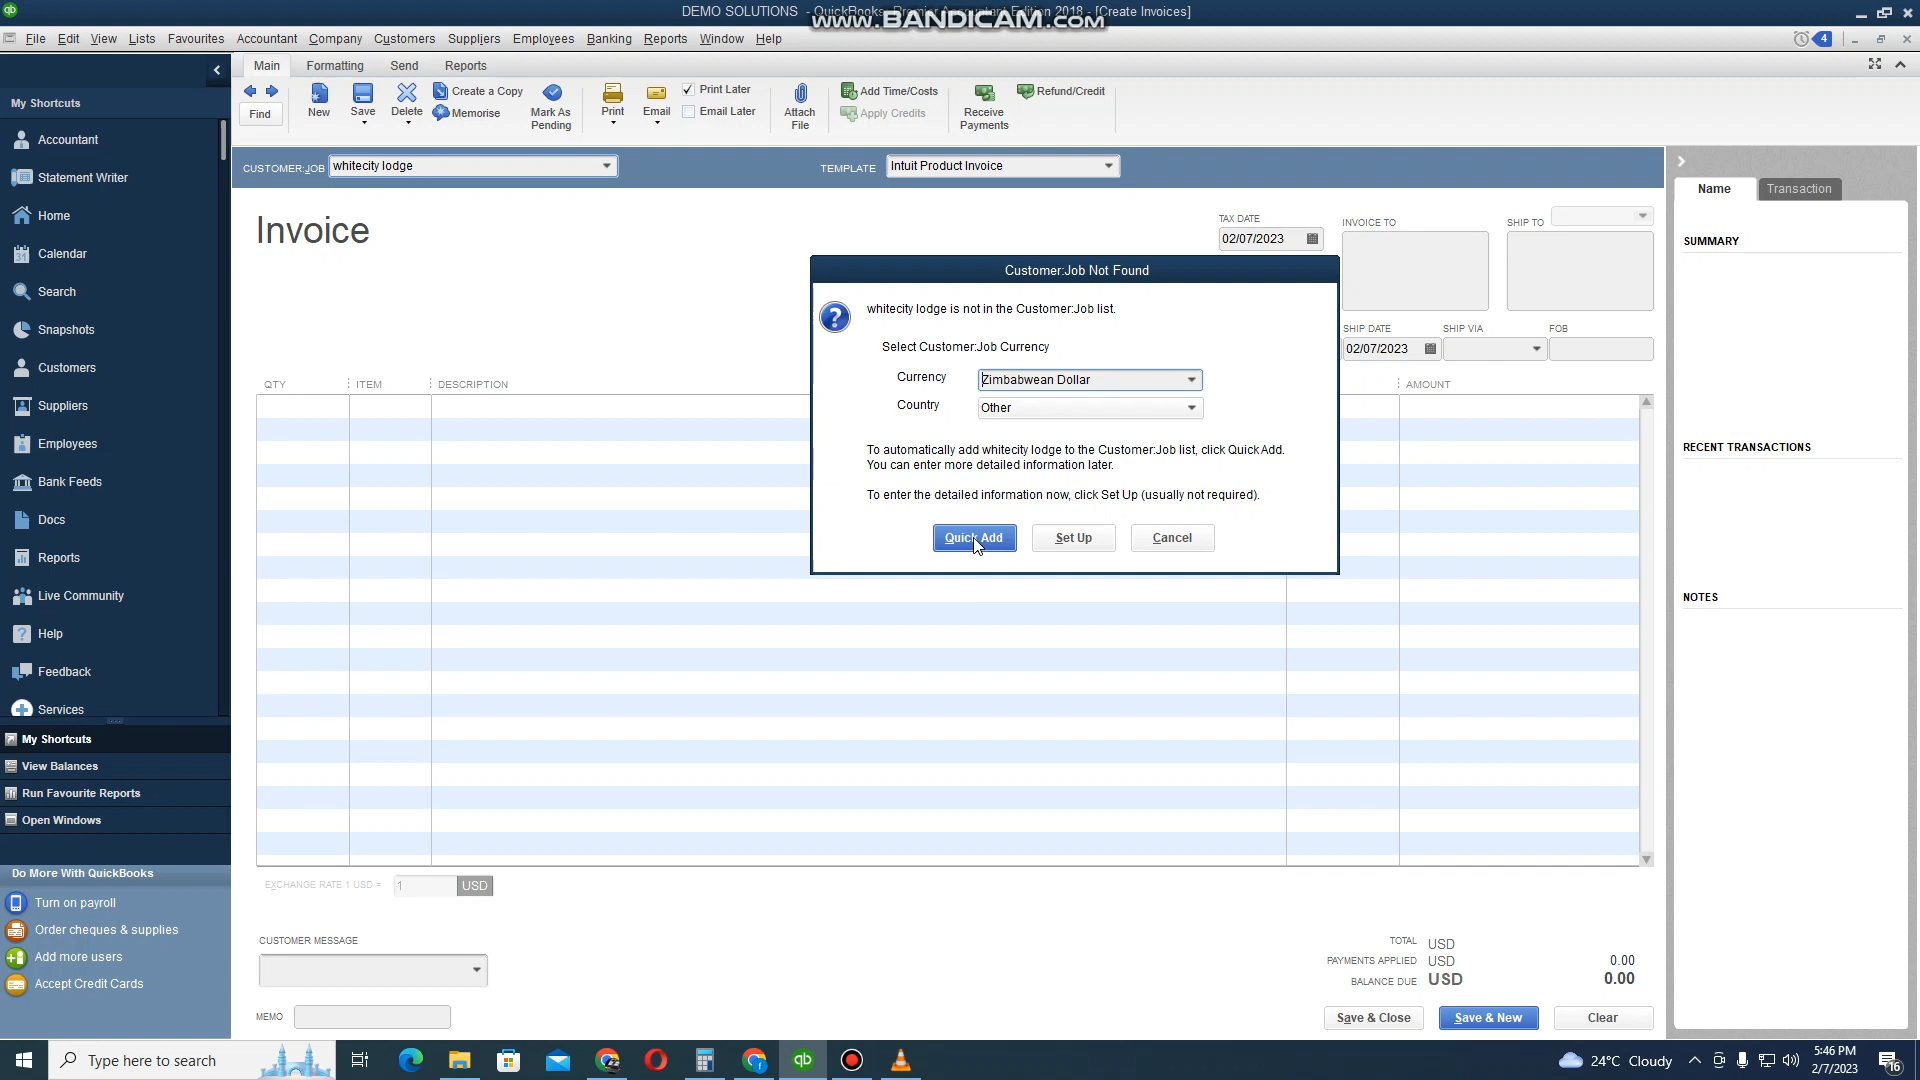 DEMO SOLUTIONS - QuickBooks Premier Accountant Edition 2018 - [Create Invoices]
www.BANDICAM.com
File Edit View Lists Favourites Accountant Company Customers Suppliers Employees Banking Reports Window Help
4
Main Formatting Send Reports
My Shortcuts
Find
New
Save
Delete
Create a Copy
Memorise
Mark As
Pending
Print
Email
Print Later
Email Later
Attach
File
Add Time/Costs
Apply Credits
Receive
Payments
Refund/Credit
Accountant
Statement Writer
Home
Calendar
Search
Snapshots
Customers
Suppliers
Employees
Bank Feeds
Docs
Reports
Live Community
Help
Feedback
Services
My Shortcuts
View Balances
Run Favourite Reports
Open Windows
Do More With QuickBooks
Turn on payroll
Order cheques & supplies
Add more users
Accept Credit Cards
CUSTOMER:JOB whitecity lodge
TEMPLATE Intuit Product Invoice
Invoice
TAX DATE
02/07/2023
INVOICE TO
SHIP TO
SHIP DATE SHIP VIA FOB
02/07/2023
QTY ITEM DESCRIPTION AMOUNT
Customer:Job Not Found
whitecity lodge is not in the Customer:Job list.
Select Customer:Job Currency
Currency Zimbabwean Dollar
Country Other
To automatically add whitecity lodge to the Customer:Job list, click Quick Add.
You can enter more detailed information later.
To enter the detailed information now, click Set Up (usually not required).
Quick Add Set Up Cancel
EXCHANGE RATE 1 USD = 1 USD
CUSTOMER MESSAGE
MEMO
TOTAL USD
PAYMENTS APPLIED USD 0.00
BALANCE DUE USD 0.00
Save & Close Save & New Clear
Name Transaction
SUMMARY
RECENT TRANSACTIONS
NOTES
Type here to search
qb
24°C Cloudy
5:46 PM
2/7/2023
16